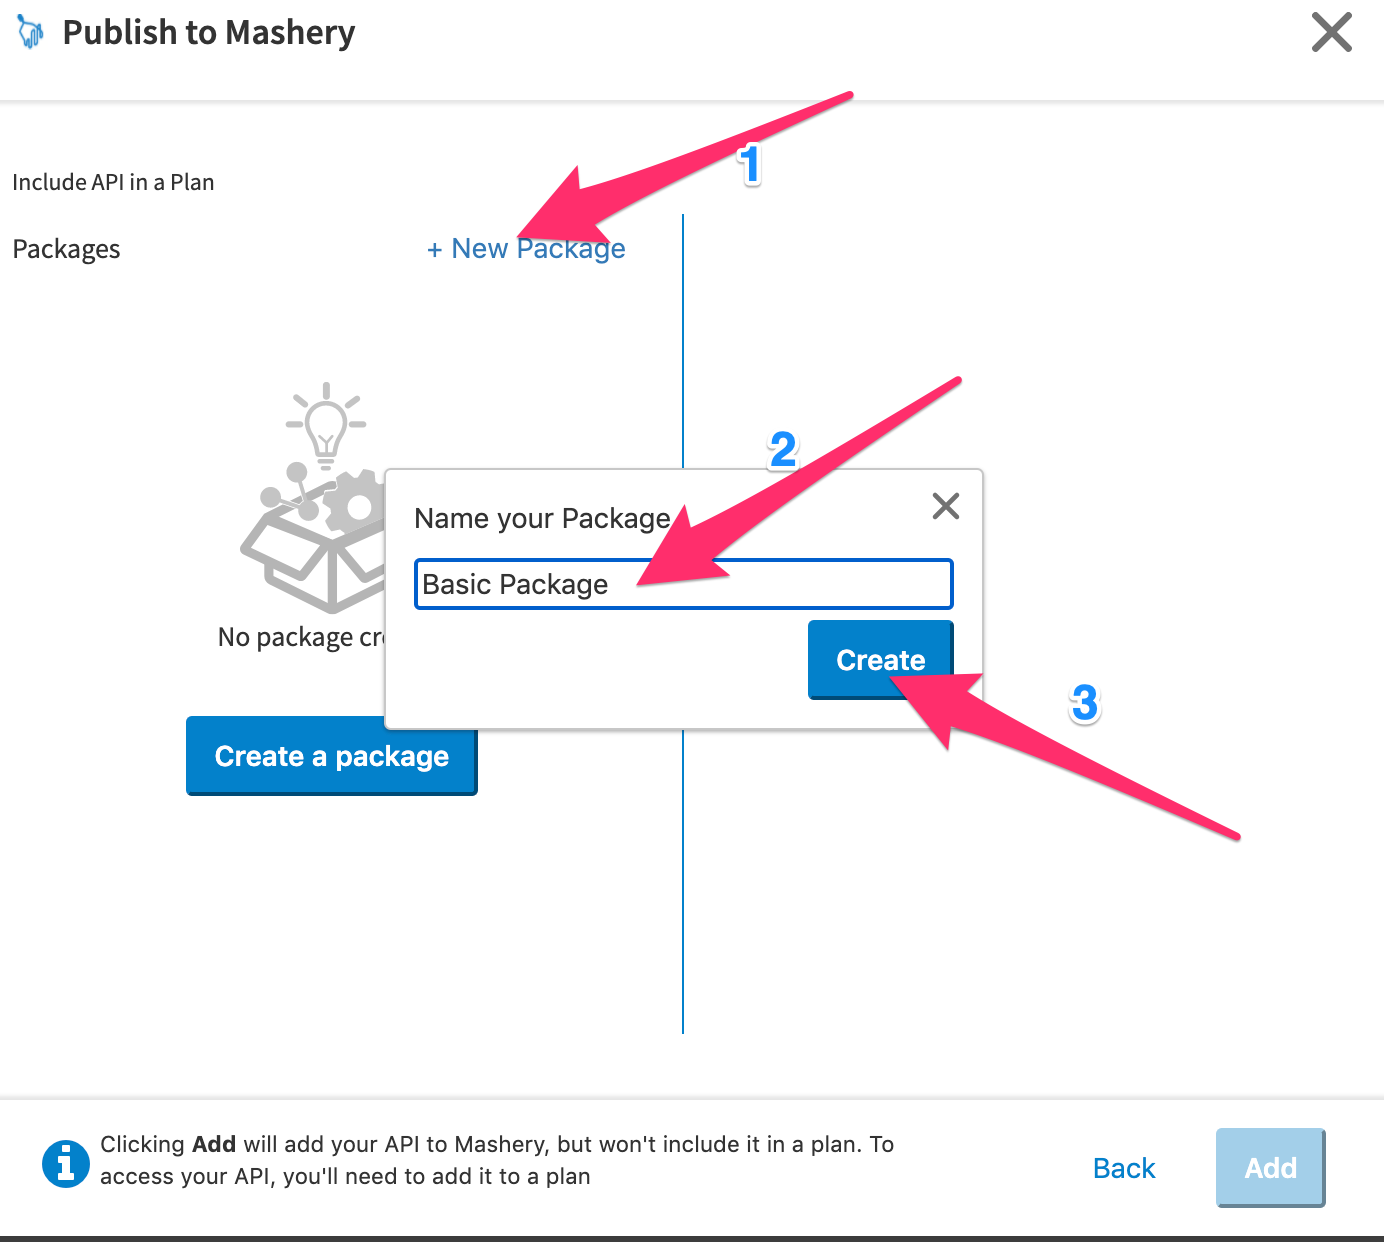 Publish to Mashery
1
Include API in a Plan
Packages
+ New Package
2
Name your Package
Basic Package
No package cre
Create
3
Create a package
Clicking Add will add your API to Mashery, but won't include it in a plan. To
access your API, you'll need to add it to a plan
Back
Add